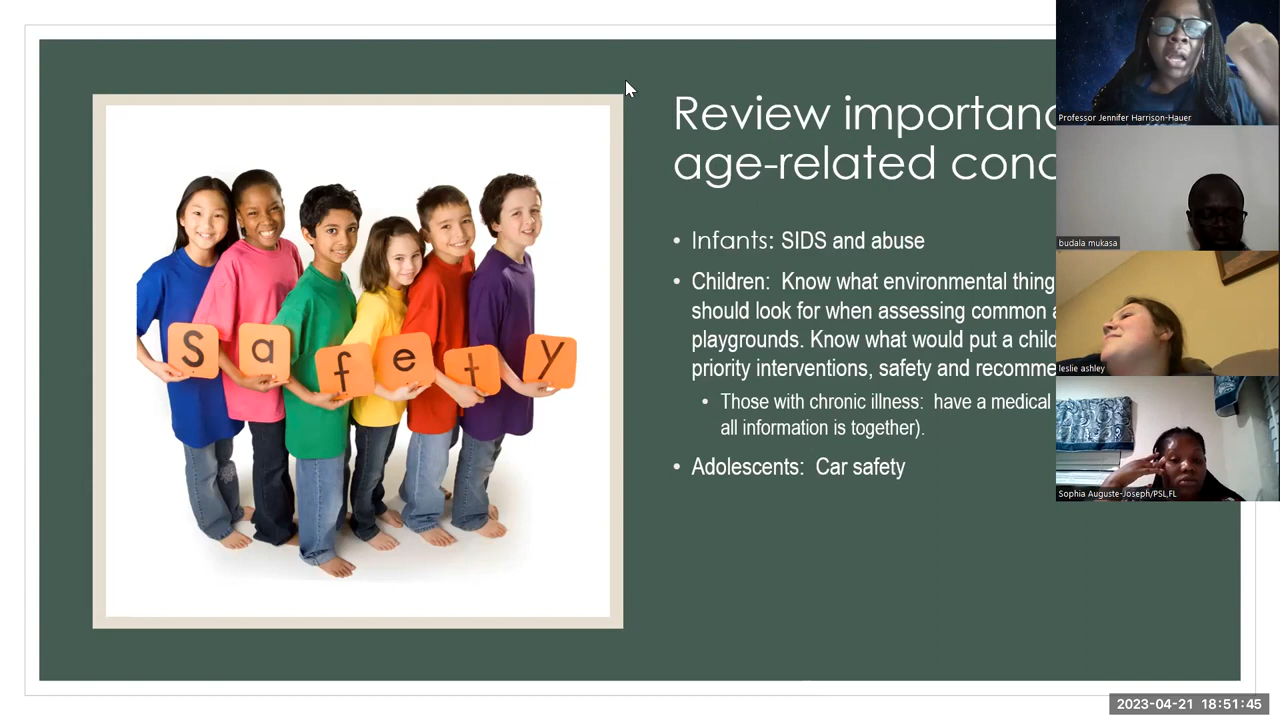 Review importan
age-related conc
• Infants: SIDS and abuse
• Children: Know what environmental thing
should look for when assessing common
playgrounds. Know what would put a child
priority interventions, safety and recomme
• Those with chronic illness: have a medical
all information is together).
• Adolescents: Car safety
S a f e t y
Professor Jennifer Harrison-Hauer
budala mukasa
leslie ashley
Sophia Auguste-Joseph/PSL,FL
2023-04-21 18:51:45